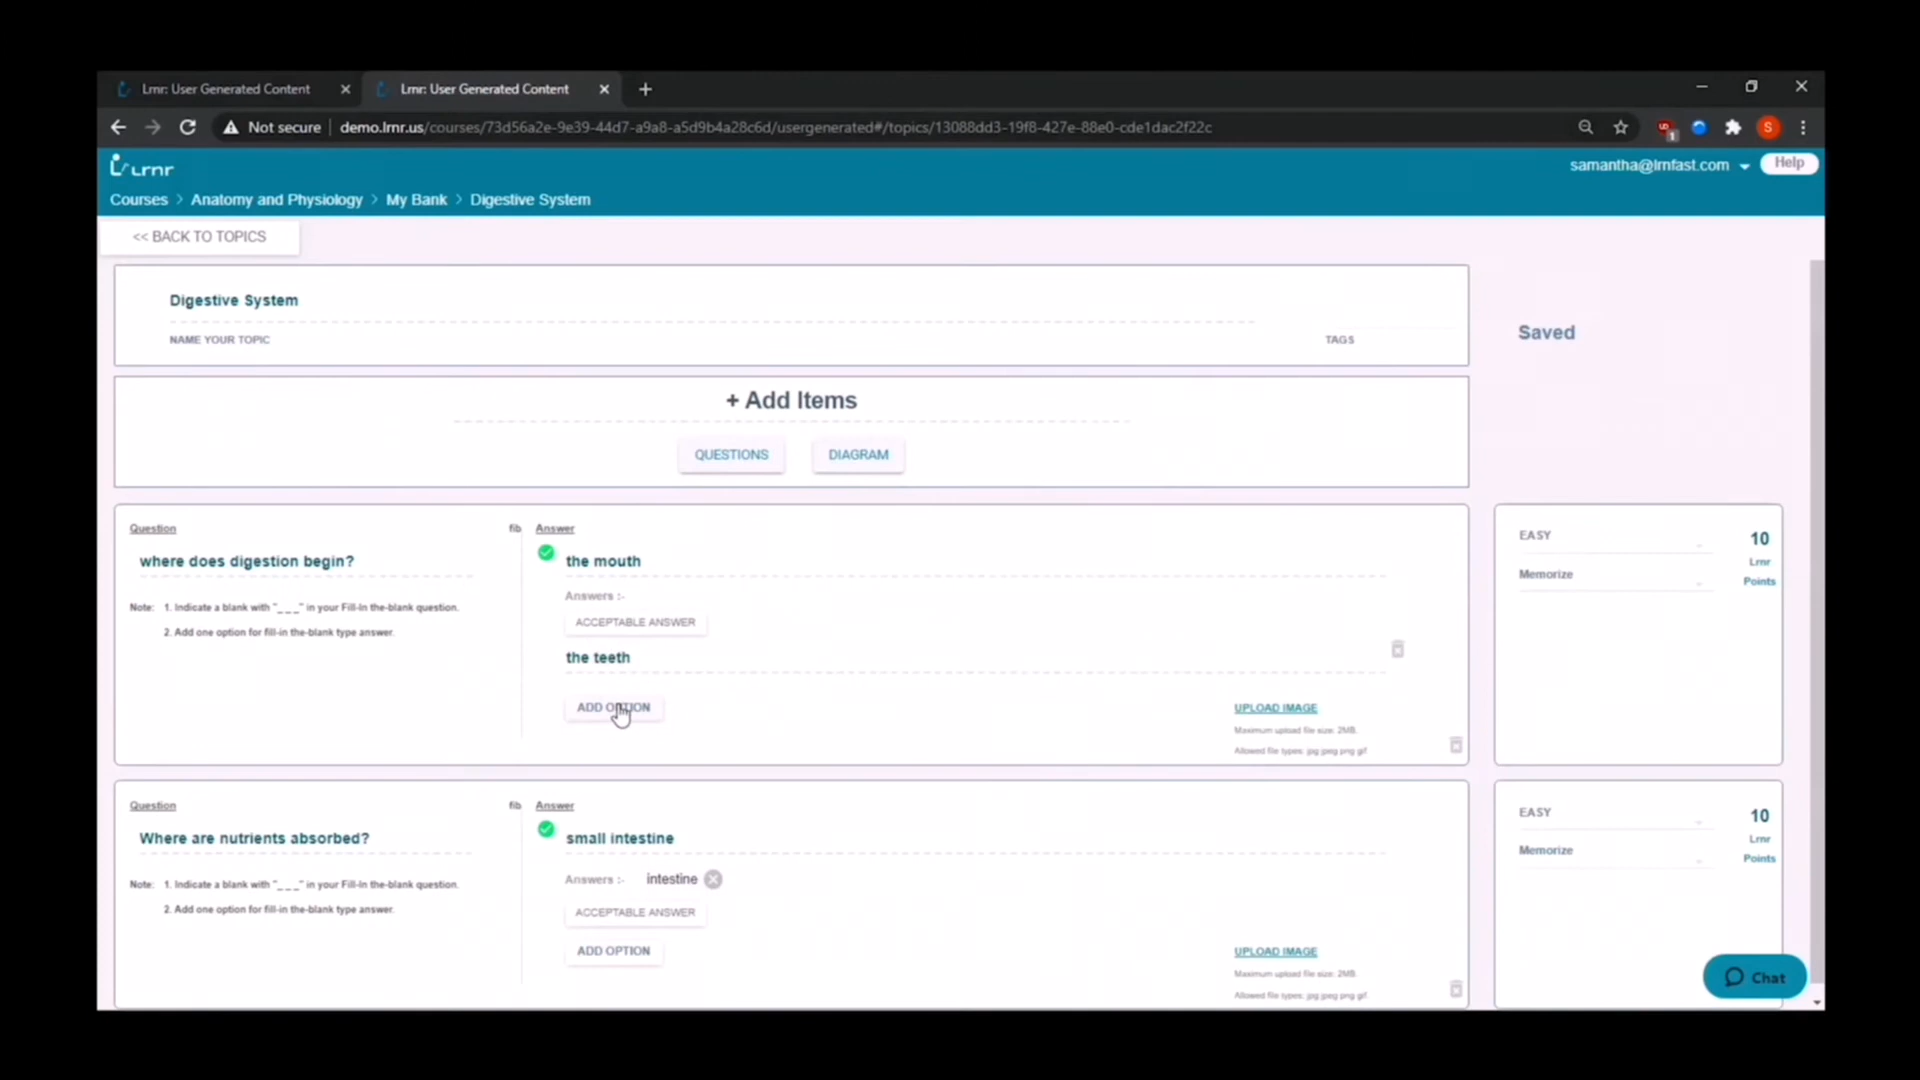 Lrnr: User Generated Content
Lrnr: User Generated Content
Not secure
demo.lrnr.us/courses/73d56a2e-9e39-44d7-a9a8-a5d9b4a28c6d/usergenerated#/topics/13088dd3-19f8-427e-88e0-cde1dac2f22c
UD
1
S
Lrnr
samantha@lrnfast.com
Help
Courses > Anatomy and Physiology > My Bank > Digestive System
<< BACK TO TOPICS
Digestive System
NAME YOUR TOPIC
TAGS
Saved
+ Add Items
QUESTIONS
DIAGRAM
Question
fib
Answer
where does digestion begin?
the mouth
Note: 1. Indicate a blank with "_ _ _" in your Fill-In the-blank question.
2. Add one option for fill-in the-blank type answer.
Answers :-
ACCEPTABLE ANSWER
the teeth
ADD OPTION
UPLOAD IMAGE
Maximum upload file size: 2MB.
Allowed file types: jpg jpeg png gif
EASY
Memorize
10
Lrnr
Points
Question
fib
Answer
Where are nutrients absorbed?
small intestine
Note: 1. Indicate a blank with "_ _ _" in your Fill-In the-blank question.
2. Add one option for fill-in the-blank type answer.
Answers :- intestine
ACCEPTABLE ANSWER
ADD OPTION
UPLOAD IMAGE
Maximum upload file size: 2MB.
Allowed file types: jpg jpeg png gif
EASY
Memorize
10
Lrnr
Points
Chat